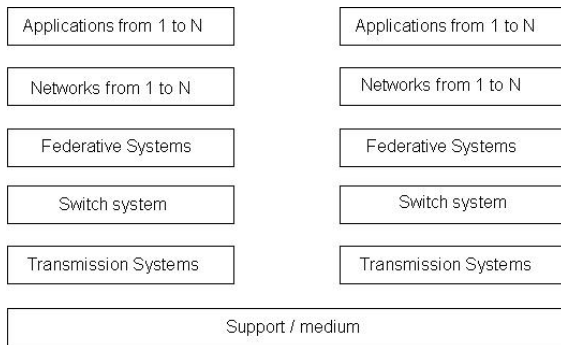 Applications from 1 to N
Applications from 1 to N
Networks from 1 to N
Networks from 1 to N
Federative Systems
Federative Systems
Switch system
Switch system
Transmission Systems
Transmission Systems
Support / medium